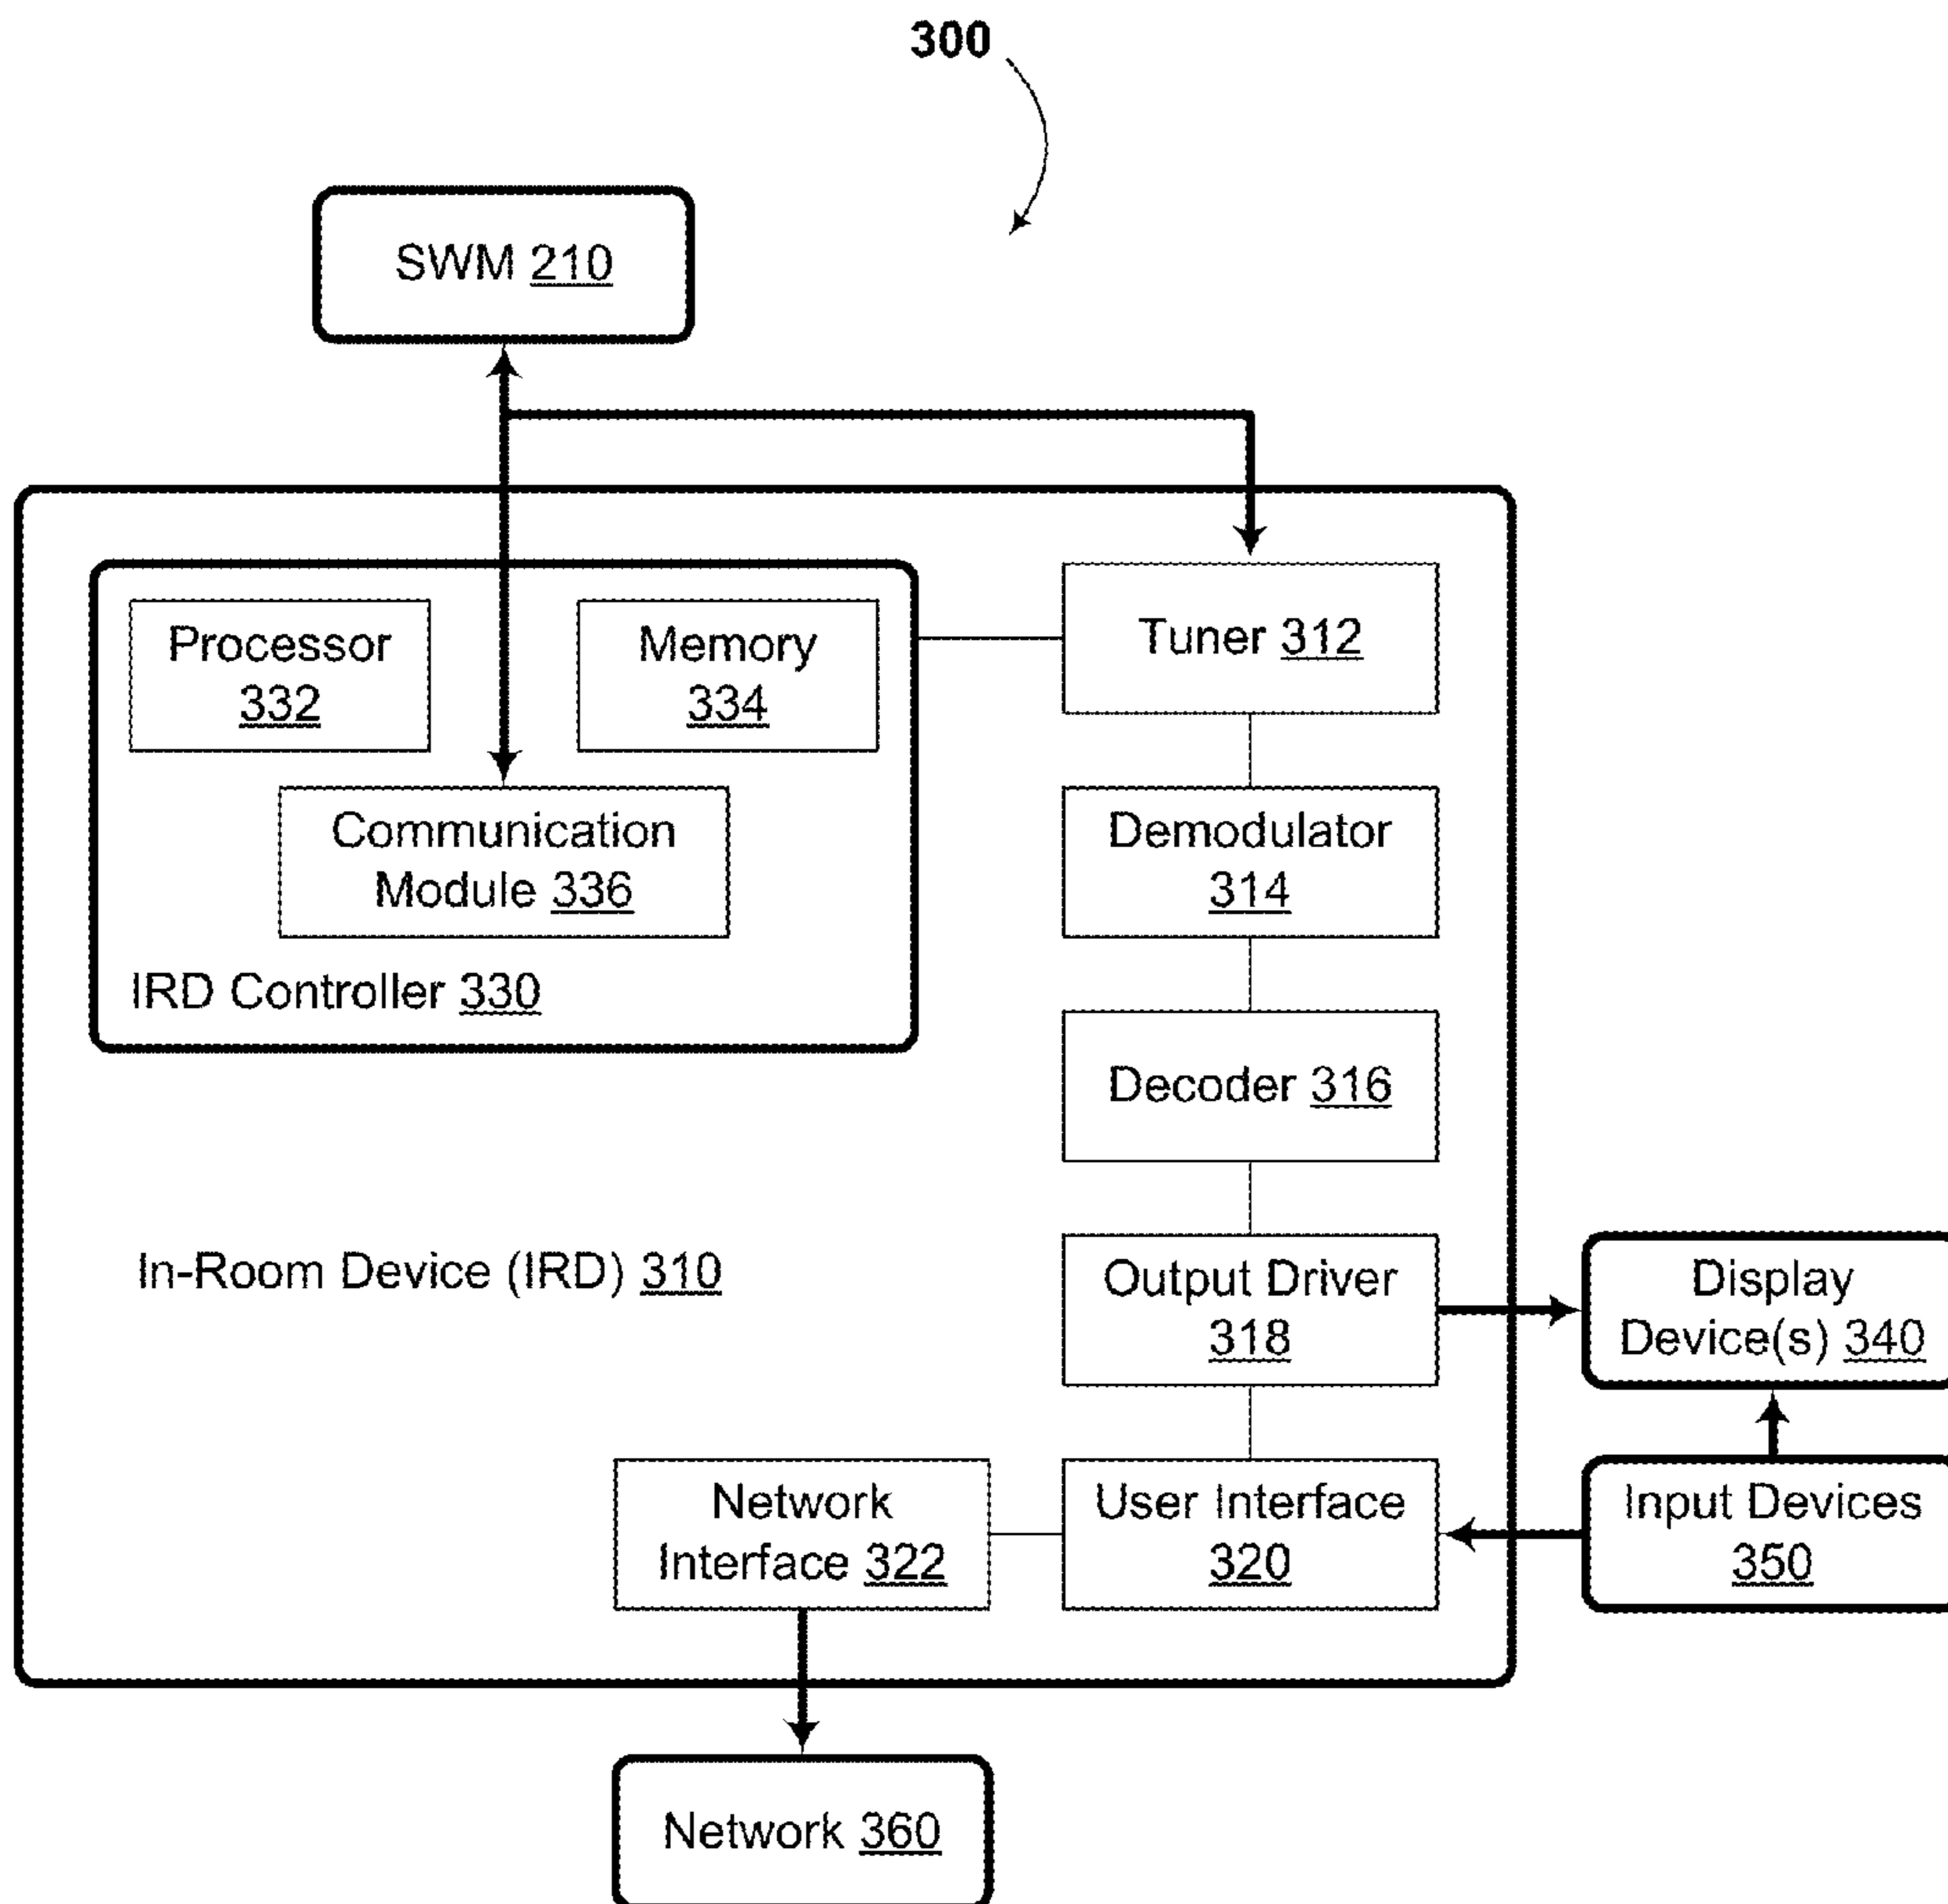 300
SWM 210
Processor
332
Memory
334
Tuner 312
Communication
Module 336
Demodulator
314
IRD Controller 330
Decoder 316
In-Room Device (IRD) 310
Output Driver
318
Display
Device(s) 340
Network
Interface 322
User Interface
320
Input Devices
350
Network 360